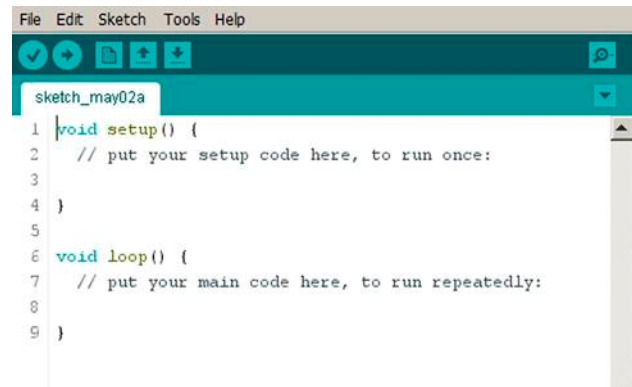 File Edit Sketch Tools Help
sketch_may02a
1 void setup() {
2   // put your setup code here, to run once:
3
4 }
5
6 void loop() {
7   // put your main code here, to run repeatedly:
8
9 }